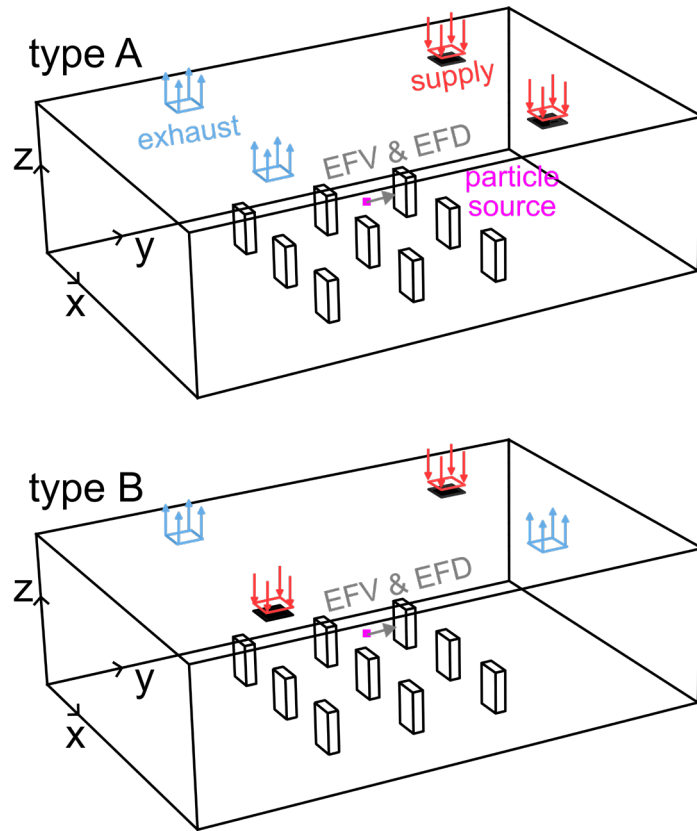 type A
supply
exhaust
EFV & EFD
particle
source
z
y
x
type B
EFV & EFD
z
y
x